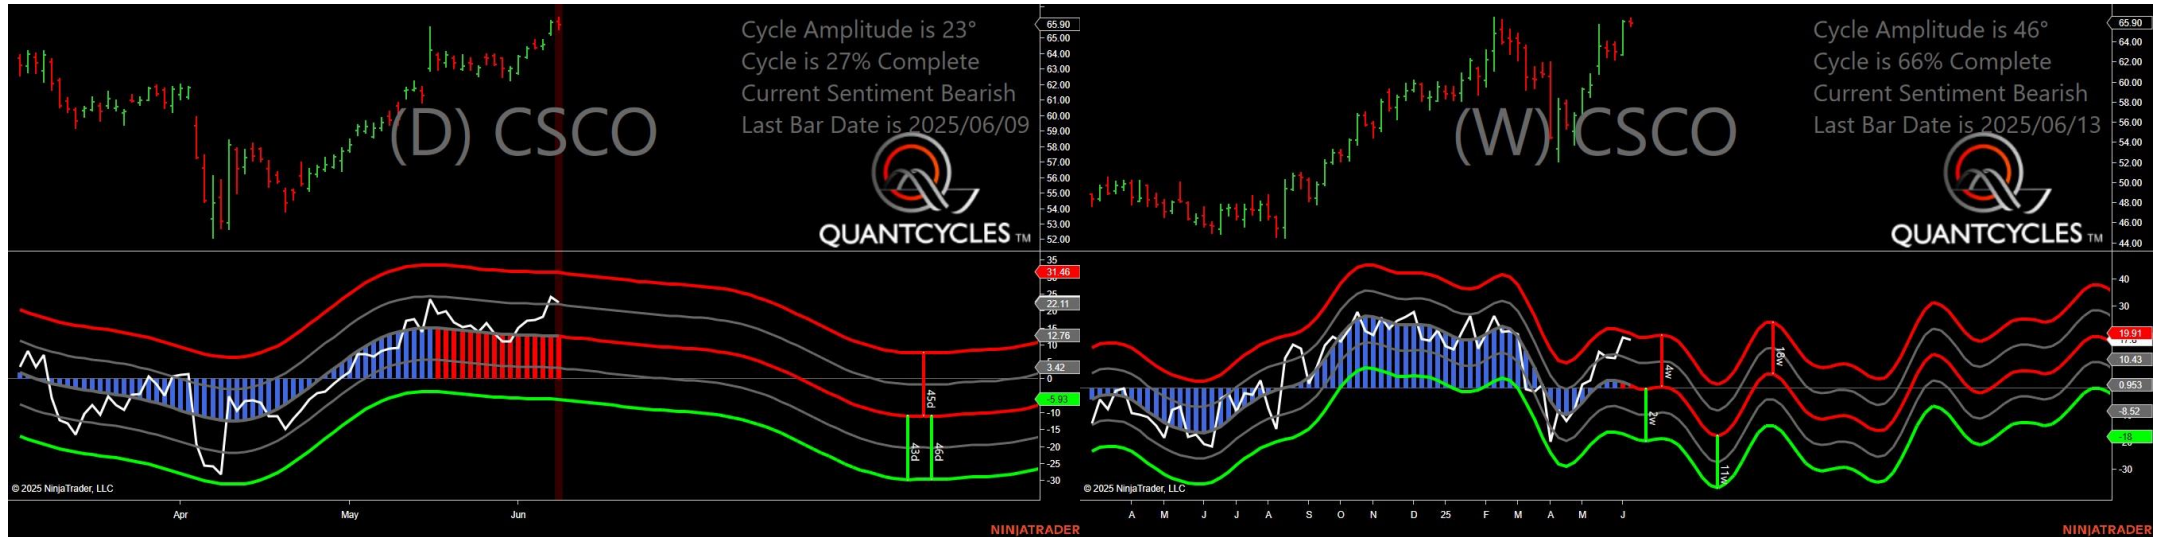 Cycle Amplitude is 23°
Cycle is 27% Complete
Current Sentiment Bearish
Last Bar Date is 2025/06/09
(D) CSCO
QUANTCYCLES TM
65.90
65.00
64.00
63.00
62.00
61.00
60.00
59.00
58.00
57.00
56.00
55.00
54.00
53.00
52.00
35
31.46
25
22.11
15
12.76
10
5
3.42
0
-5.93
-10
-15
-20
-25
-30
45d
43d
46d
© 2025 NinjaTrader, LLC
Apr May Jun
NINJATRADER
Cycle Amplitude is 46°
Cycle is 66% Complete
Current Sentiment Bearish
Last Bar Date is 2025/06/13
(W) CSCO
QUANTCYCLES TM
65.90
64.00
62.00
60.00
58.00
56.00
54.00
52.00
50.00
48.00
46.00
44.00
40
30
19.91
10.43
0.953
-8.52
-18
-30
4w
2w
11w
16w
© 2025 NinjaTrader, LLC
A M J J A S O N D 25 F M A M J
NINJATRADER